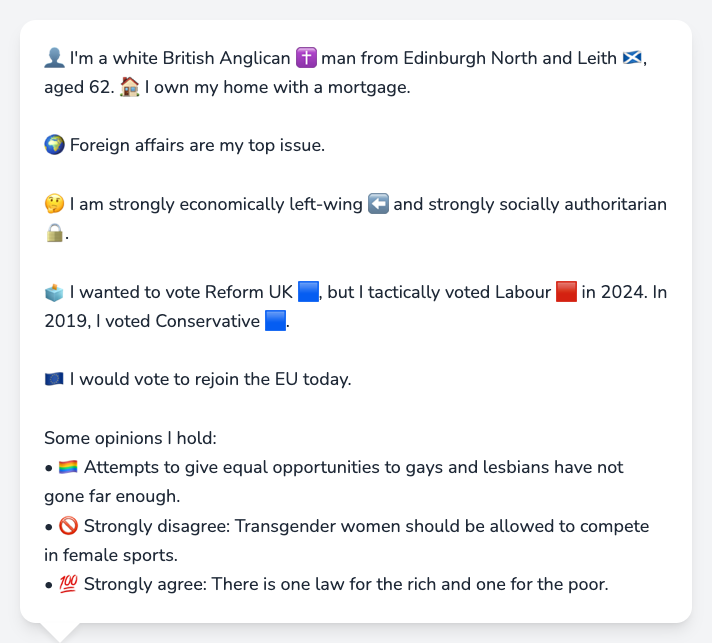 👤 I'm a white British Anglican ✝️ man from Edinburgh North and Leith 🏴󠁧󠁢󠁳󠁣󠁴󠁿,
aged 62. 🏠 I own my home with a mortgage.
🌍 Foreign affairs are my top issue.
🤔 I am strongly economically left-wing ⬅️ and strongly socially authoritarian
🔒.
🗳️ I wanted to vote Reform UK 🟦, but I tactically voted Labour 🟥 in 2024. In
2019, I voted Conservative 🟦.
🇪🇺 I would vote to rejoin the EU today.
Some opinions I hold:
• 🏳️‍🌈 Attempts to give equal opportunities to gays and lesbians have not
gone far enough.
• 🚫 Strongly disagree: Transgender women should be allowed to compete
in female sports.
• 💯 Strongly agree: There is one law for the rich and one for the poor.